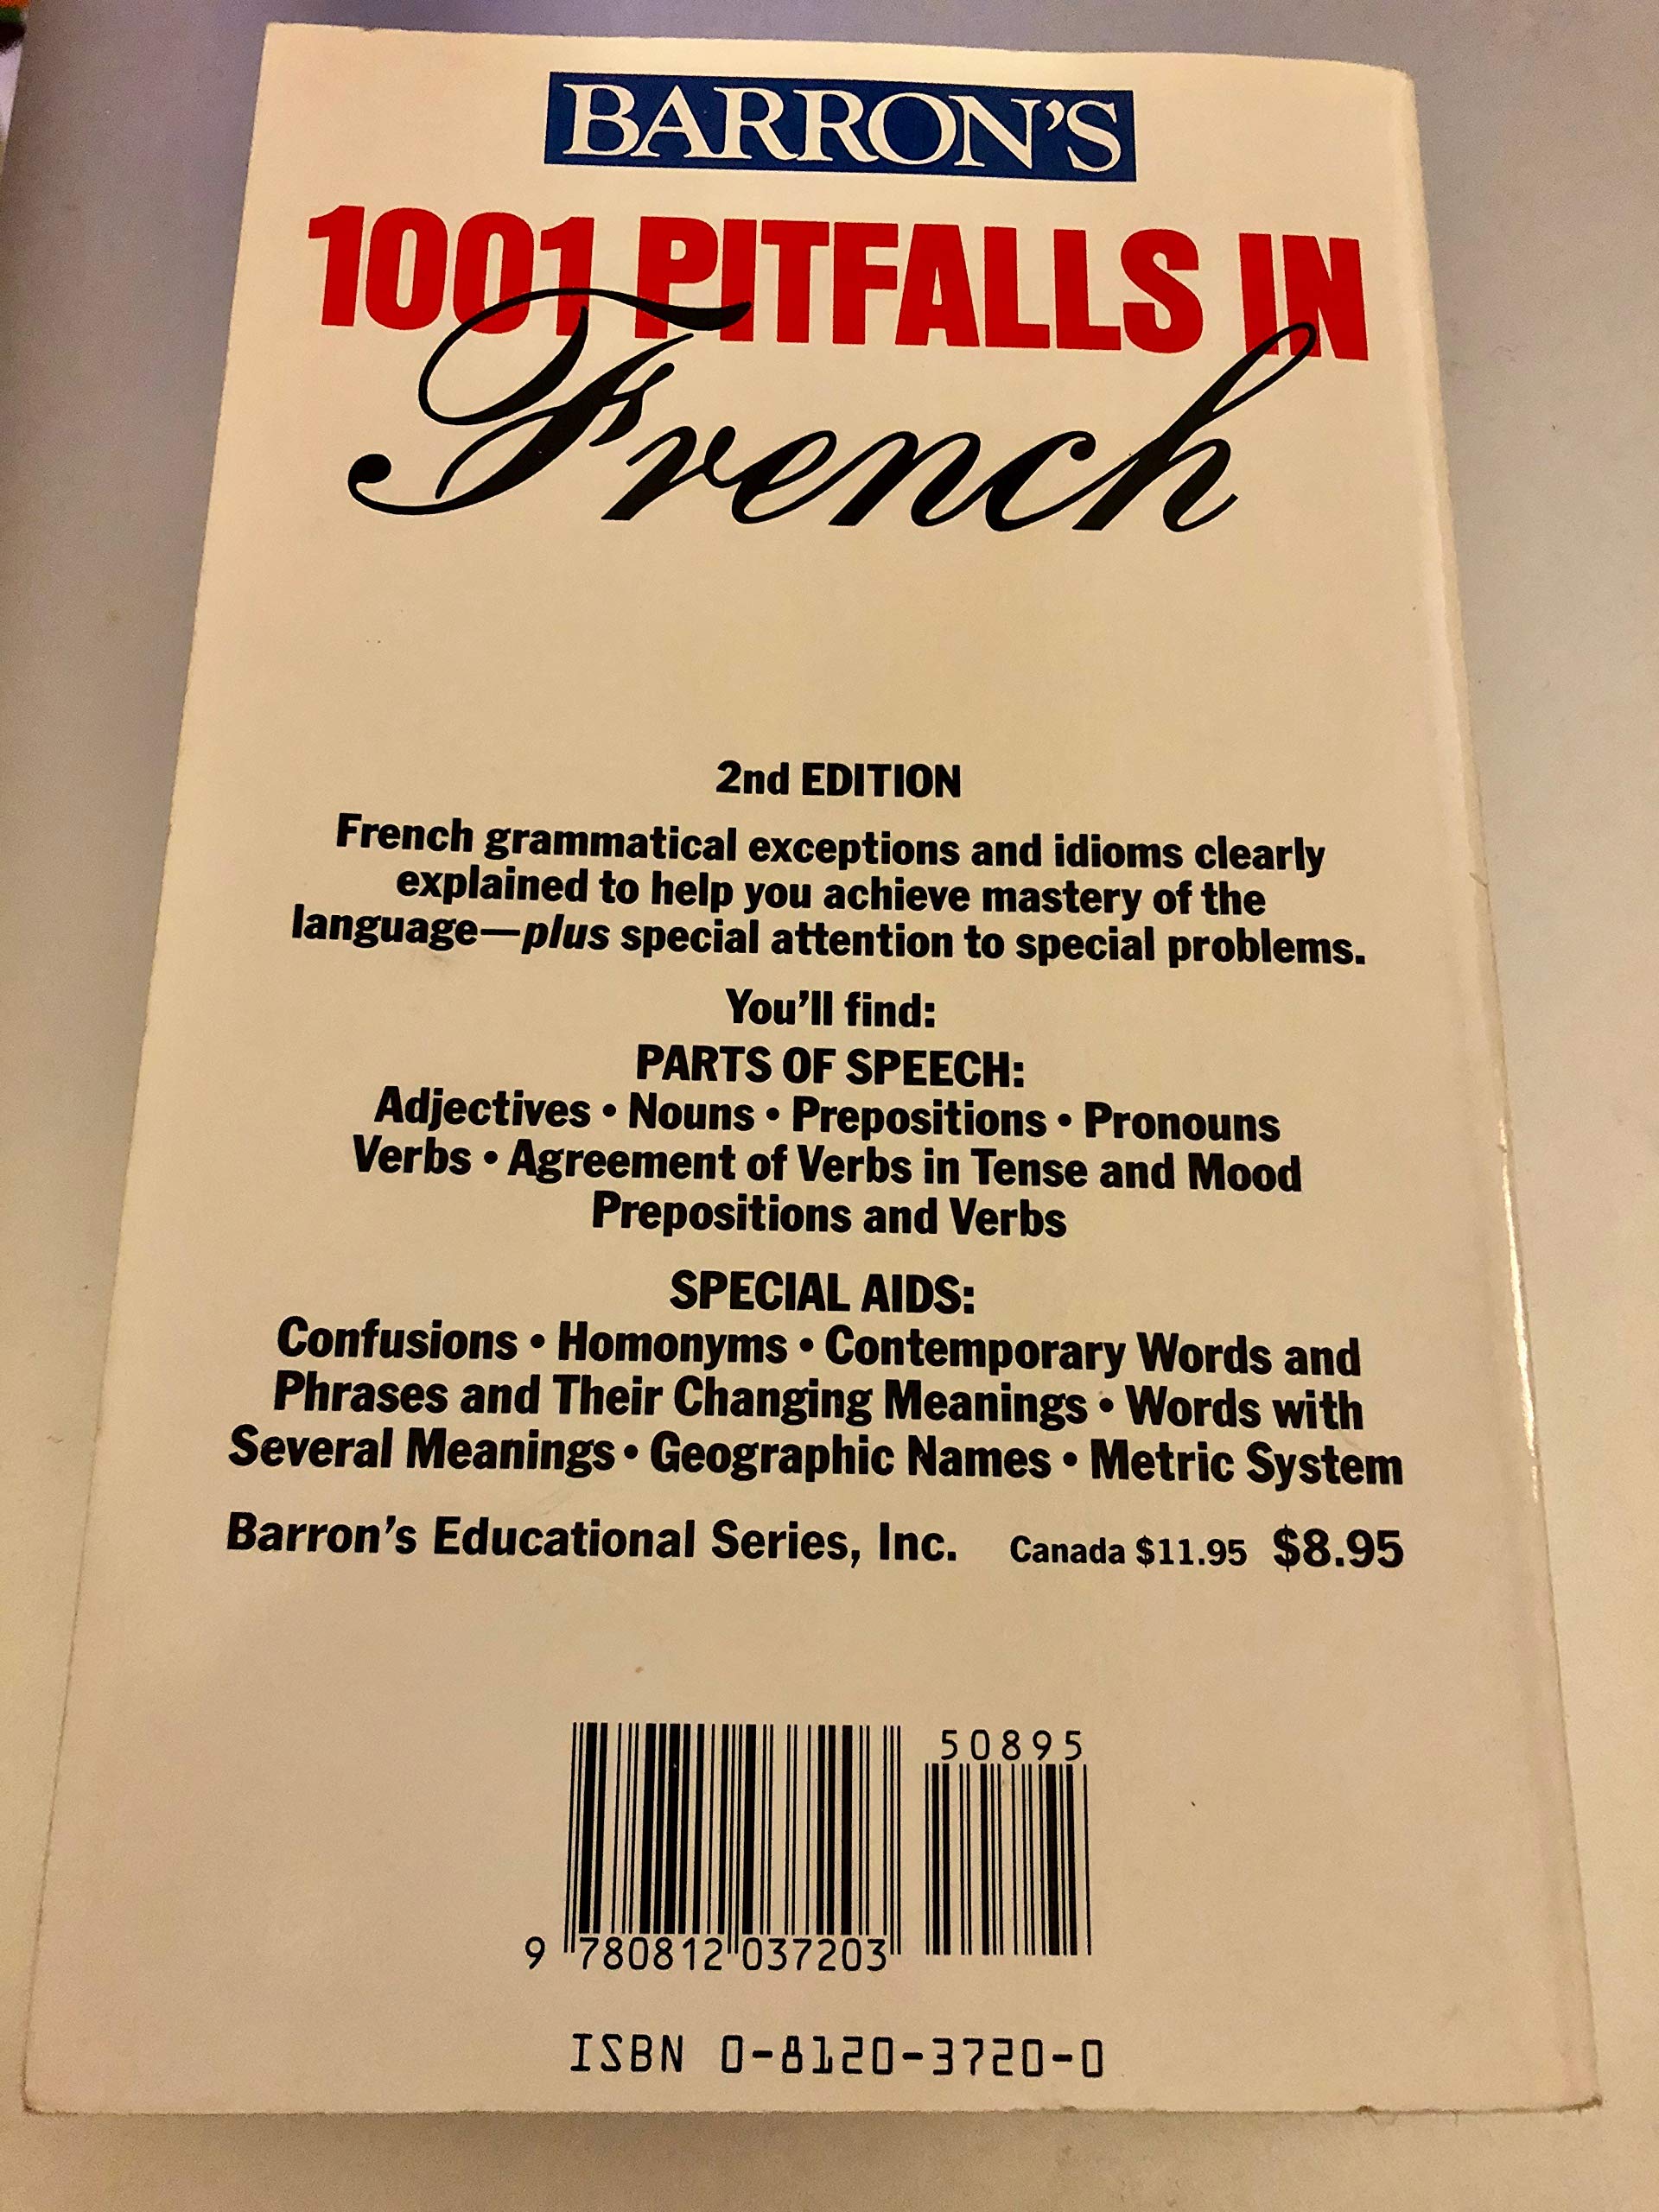 BARRON'S
1001 PITFALLS IN
French
2nd EDITION
French grammatical exceptions and idioms clearly
explained to help you achieve mastery of the
language—plus special attention to special problems.
You'll find:
PARTS OF SPEECH:
Adjectives • Nouns • Prepositions • Pronouns
Verbs • Agreement of Verbs in Tense and Mood
Prepositions and Verbs
SPECIAL AIDS:
Confusions • Homonyms • Contemporary Words and
Phrases and Their Changing Meanings • Words with
Several Meanings • Geographic Names • Metric System
Barron's Educational Series, Inc. Canada $11.95 $8.95
50895
9 780812 037203
ISBN 0-8120-3720-0